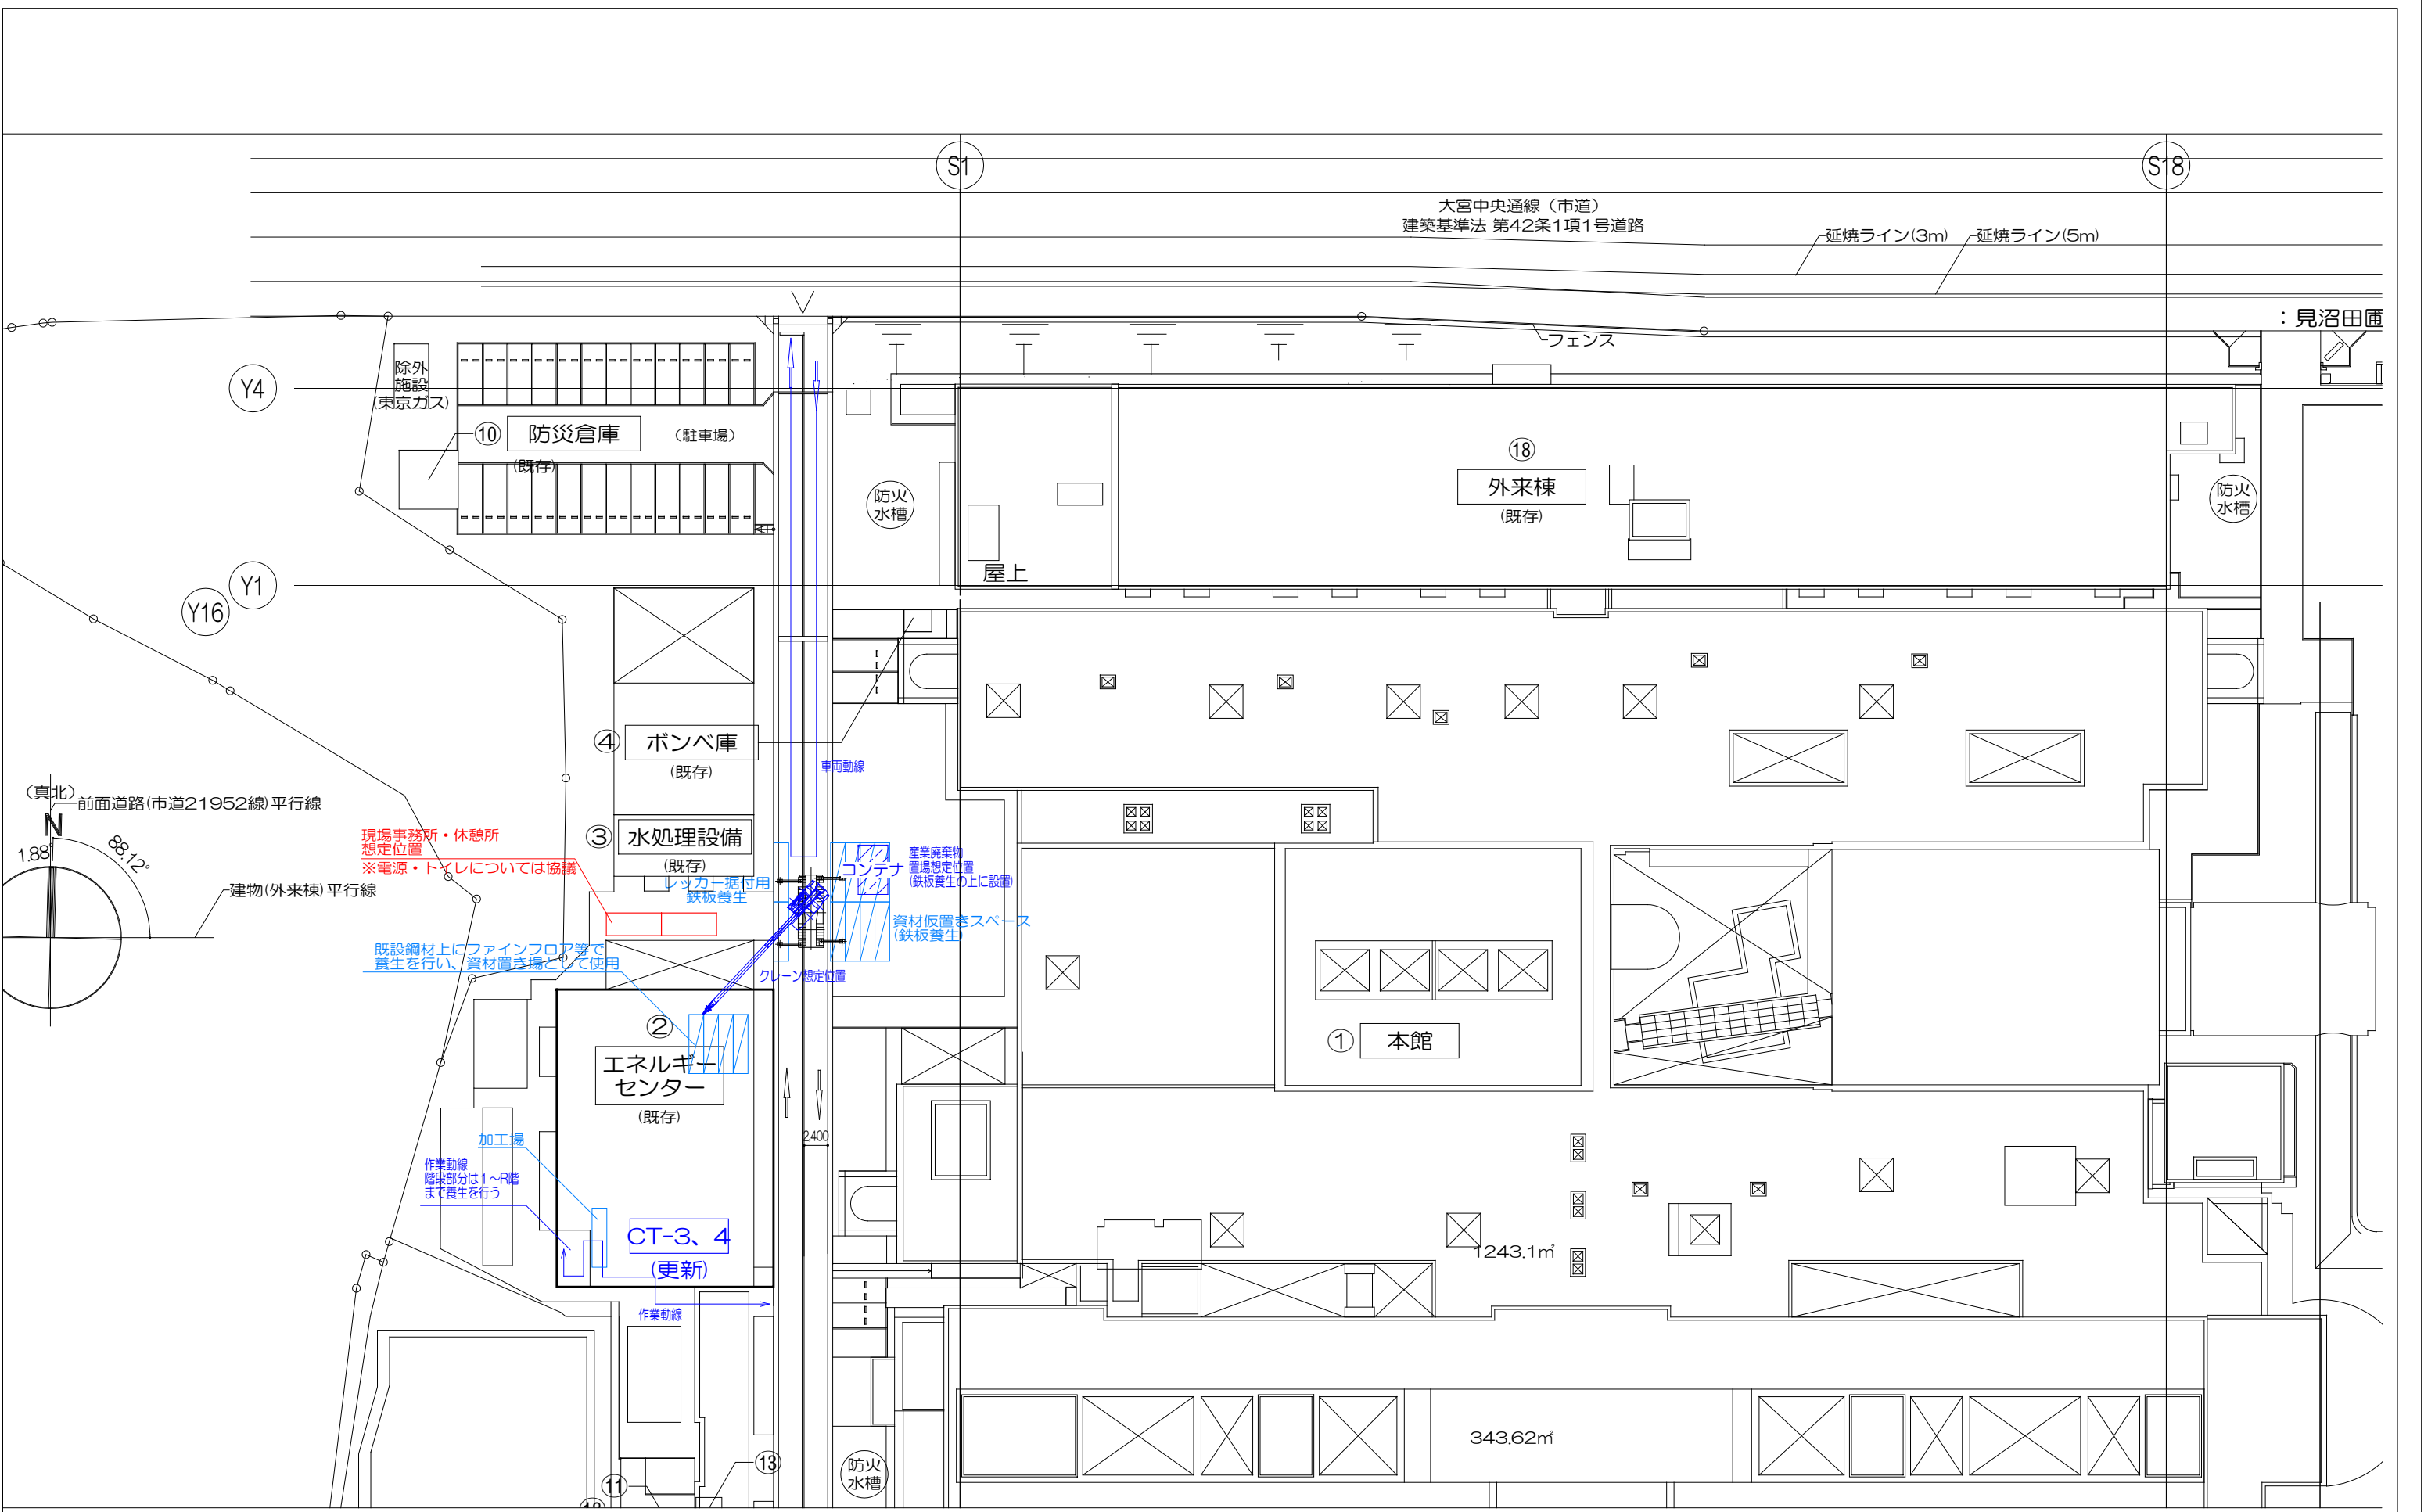 S1
S18
大宮中央通線（市道）
建築基準法 第42条1項1号道路
延焼ライン(3m)
延焼ライン(5m)
：見沼田圃
フェンス
除外
施設
(東京ガス)
Y4
⑩
防災倉庫
（駐車場）
(既存)
⑱
外来棟
(既存)
防火
水槽
防火
水槽
屋上
Y1
Y16
④
ボンベ庫
(既存)
車両動線
（真北）
前面道路(市道21952線)平行線
N
1.88°
88.12°
建物(外来棟)平行線
現場事務所・休憩所
想定位置
※電源・トイレについては協議
③
水処理設備
(既存)
レッカー据付用
鉄板養生
コンテナ
産業廃棄物
置場想定位置
(鉄板養生の上に設置)
資材仮置きスペース
(鉄板養生)
既設鋼材上にファインフロア等で
養生を行い、資材置き場として使用
クレーン想定位置
②
エネルギー
センター
(既存)
①
本館
2,400
加工場
作業動線
階段部分は1～R階
まで養生を行う
CT-3、4
(更新)
作業動線
1243.1㎡
343.62㎡
防火
水槽
⑬
⑪